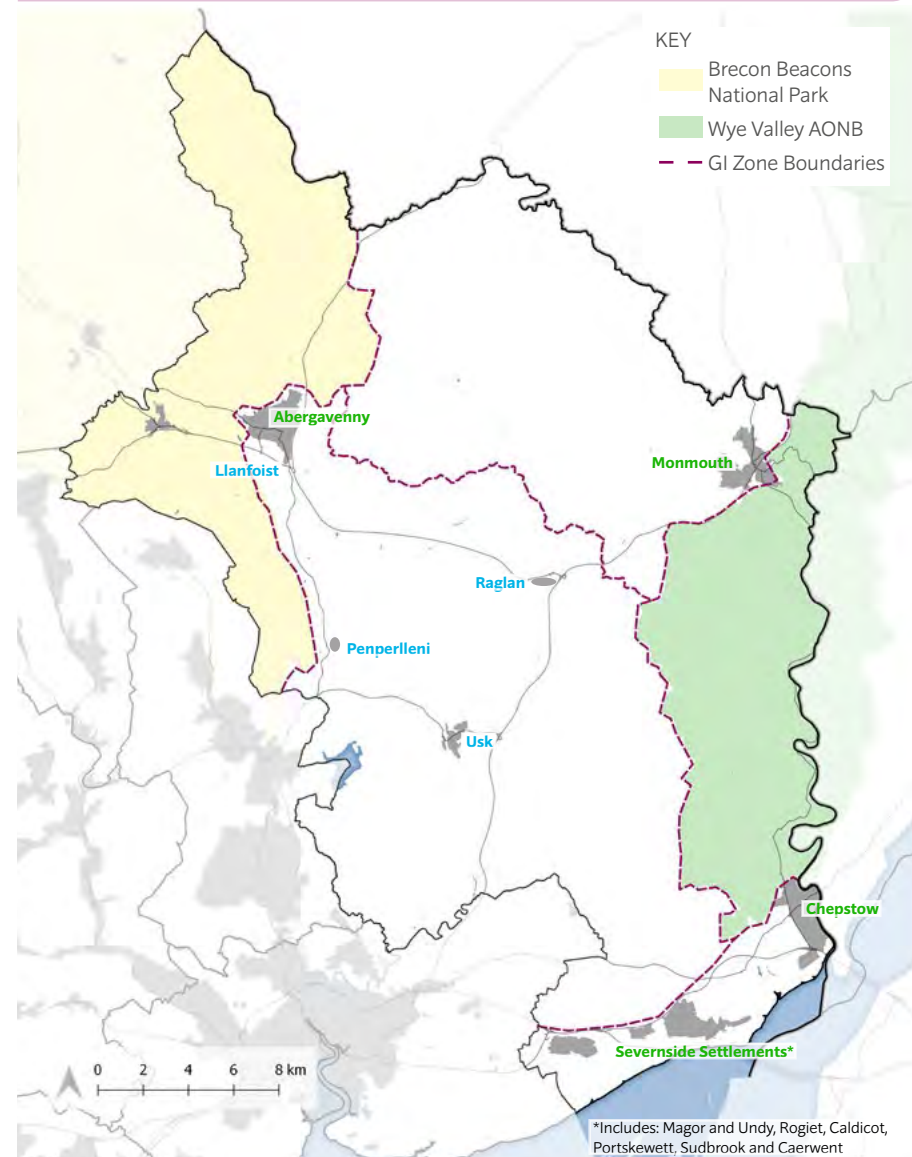 KEY
Brecon Beacons
National Park
Wye Valley AONB
GI Zone Boundaries
Abergavenny
Llanfoist
Monmouth
Raglan
Penperlleni
Usk
Chepstow
Severnside Settlements*
0 2 4 6 8 km
*Includes: Magor and Undy, Rogiet, Caldicot,
Portskewett, Sudbrook and Caerwent